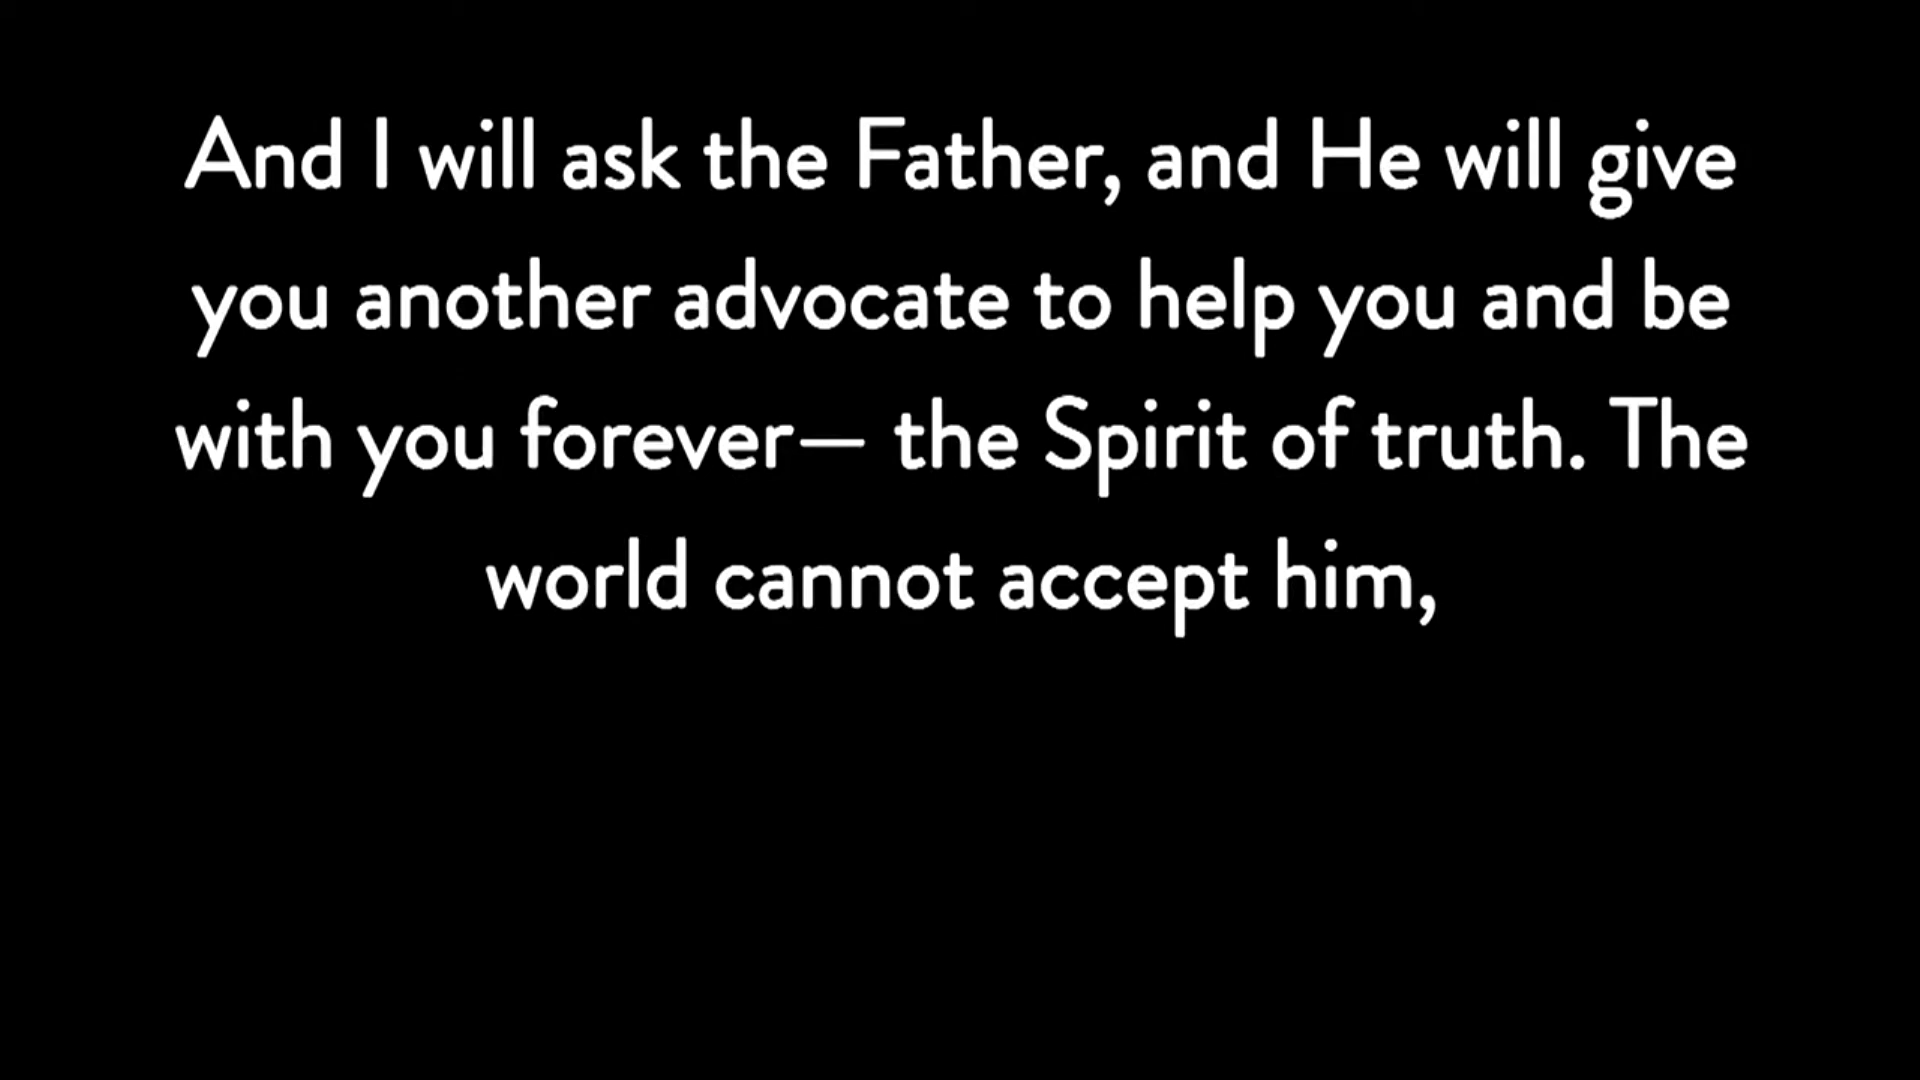 And I will ask the Father, and He will give
you another advocate to help you and be
with you forever— the Spirit of truth. The
world cannot accept him,